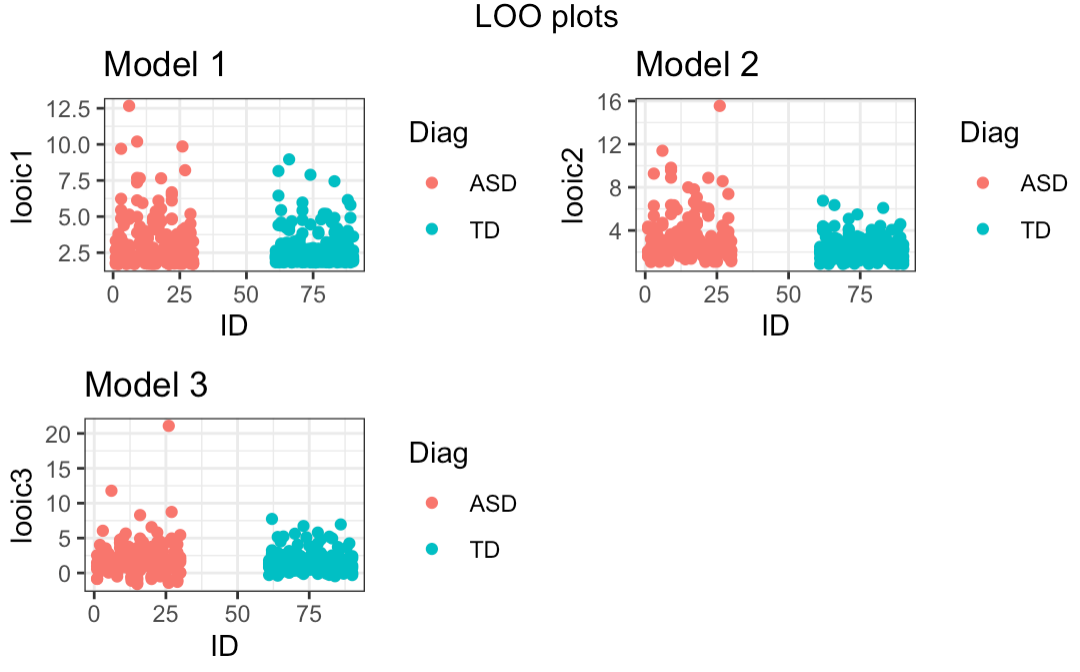 LOO plots
Model 1
looic1
12.5
10.0
7.5
5.0
2.5
0 25 50 75
ID
Diag
ASD
TD
Model 2
looic2
16
12
8
4
0 25 50 75
ID
Diag
ASD
TD
Model 3
looic3
20
15
10
5
0
0 25 50 75
ID
Diag
ASD
TD